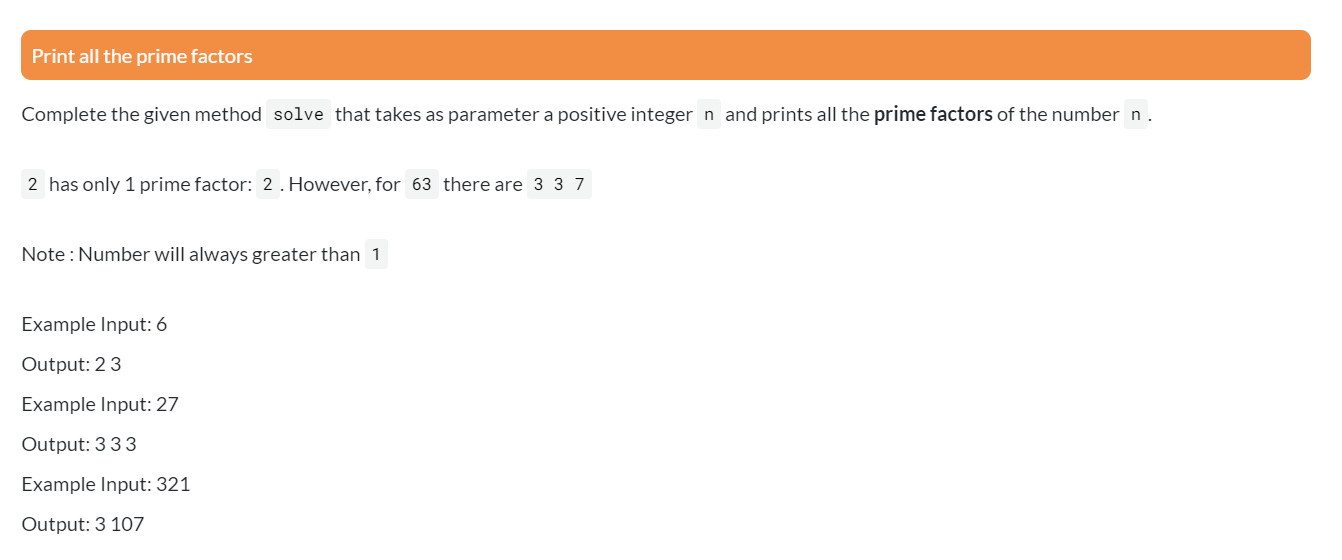 Print all the prime factors
Complete the given method solve that takes as parameter a positive integer n and prints all the prime factors of the number n .
2 has only 1 prime factor: 2 . However, for 63 there are 3 3 7
Note : Number will always greater than 1
Example Input: 6
Output: 2 3
Example Input: 27
Output: 3 3 3
Example Input: 321
Output: 3 107